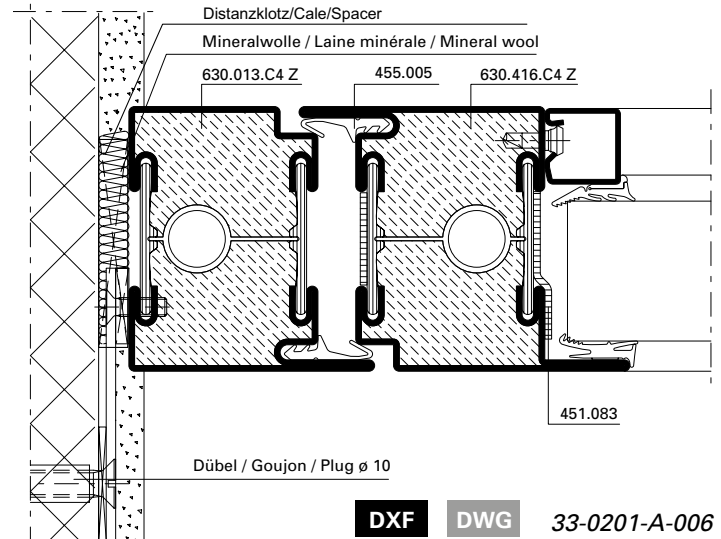 Distanzklotz/Cale/Spacer
Mineralwolle / Laine minérale / Mineral wool
630.013.C4 Z
455.005
630.416.C4 Z
451.083
Dübel / Goujon / Plug ø 10
DXF
DWG
33-0201-A-006